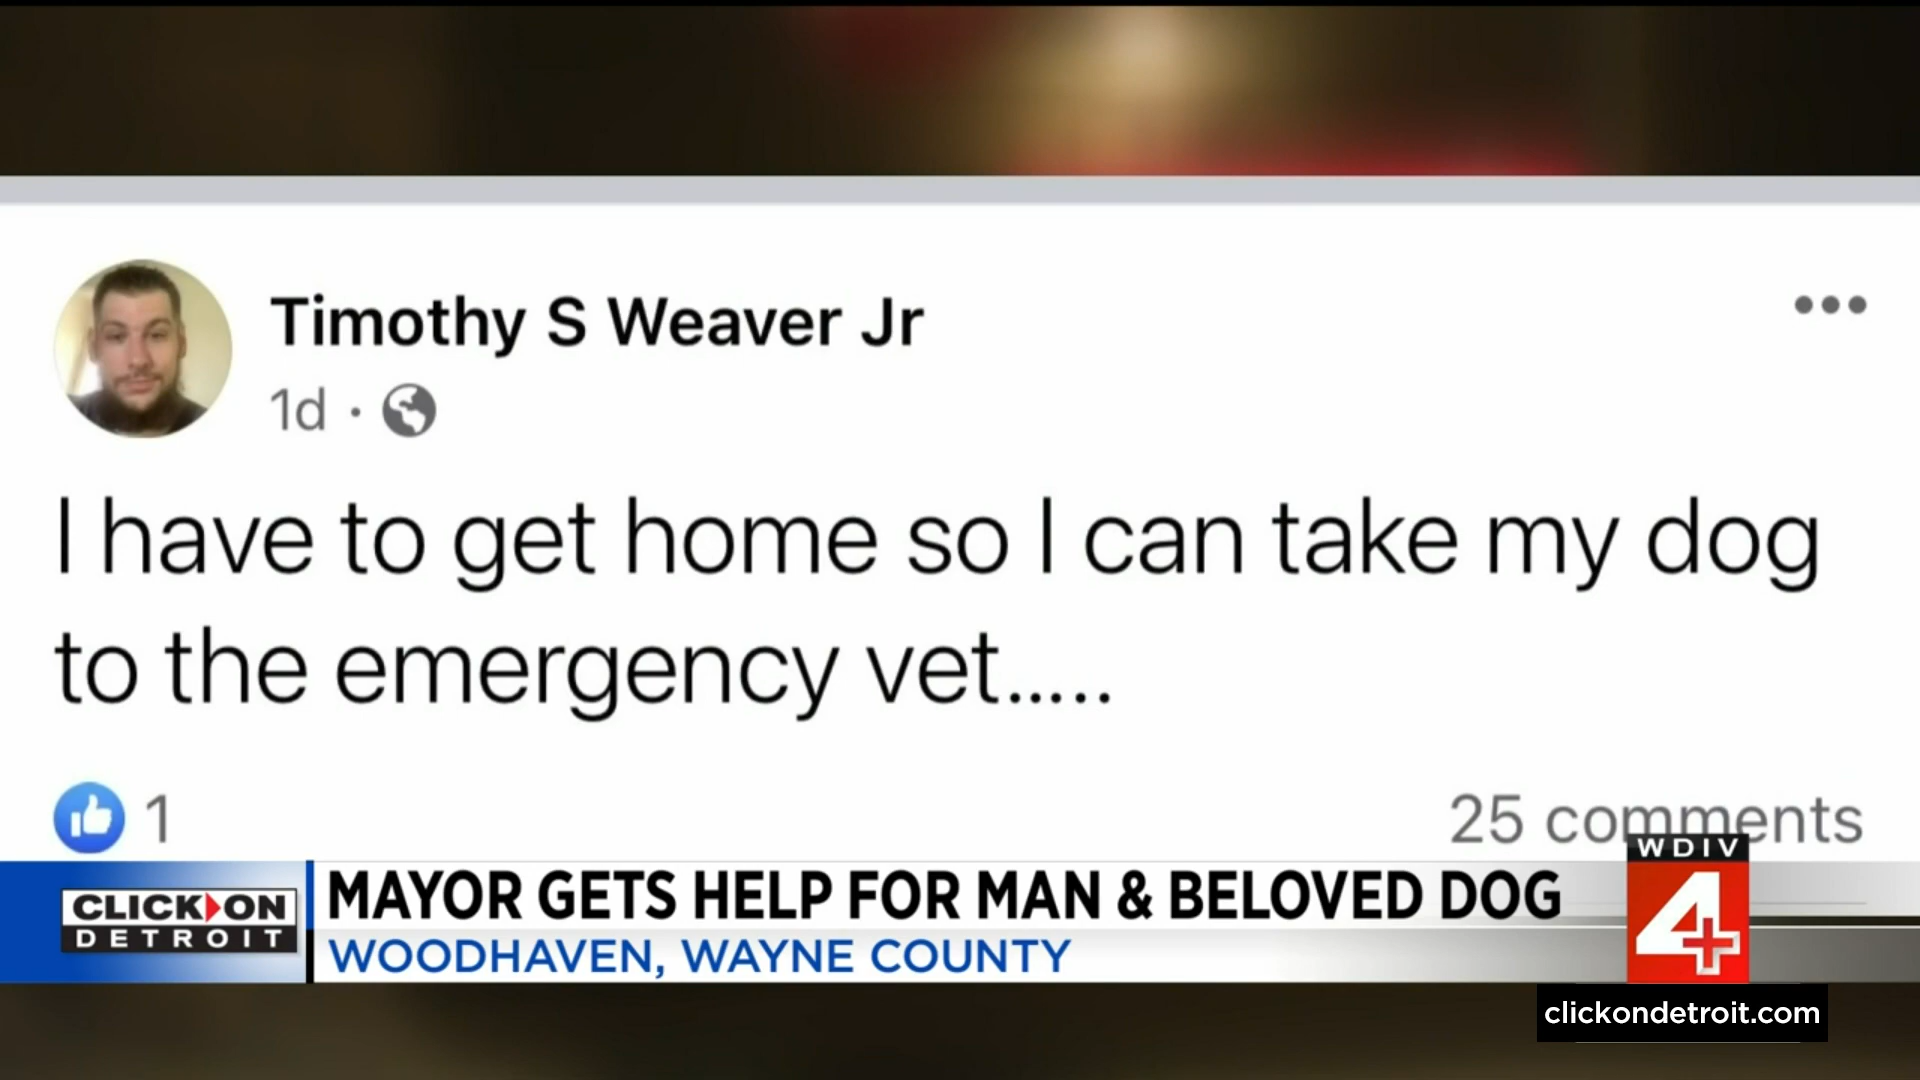 Timothy S Weaver Jr
1d ·
I have to get home so I can take my dog
to the emergency vet.....
1
25 comments
WDIV
4
CLICK ON
DETROIT
MAYOR GETS HELP FOR MAN & BELOVED DOG
WOODHAVEN, WAYNE COUNTY
clickondetroit.com